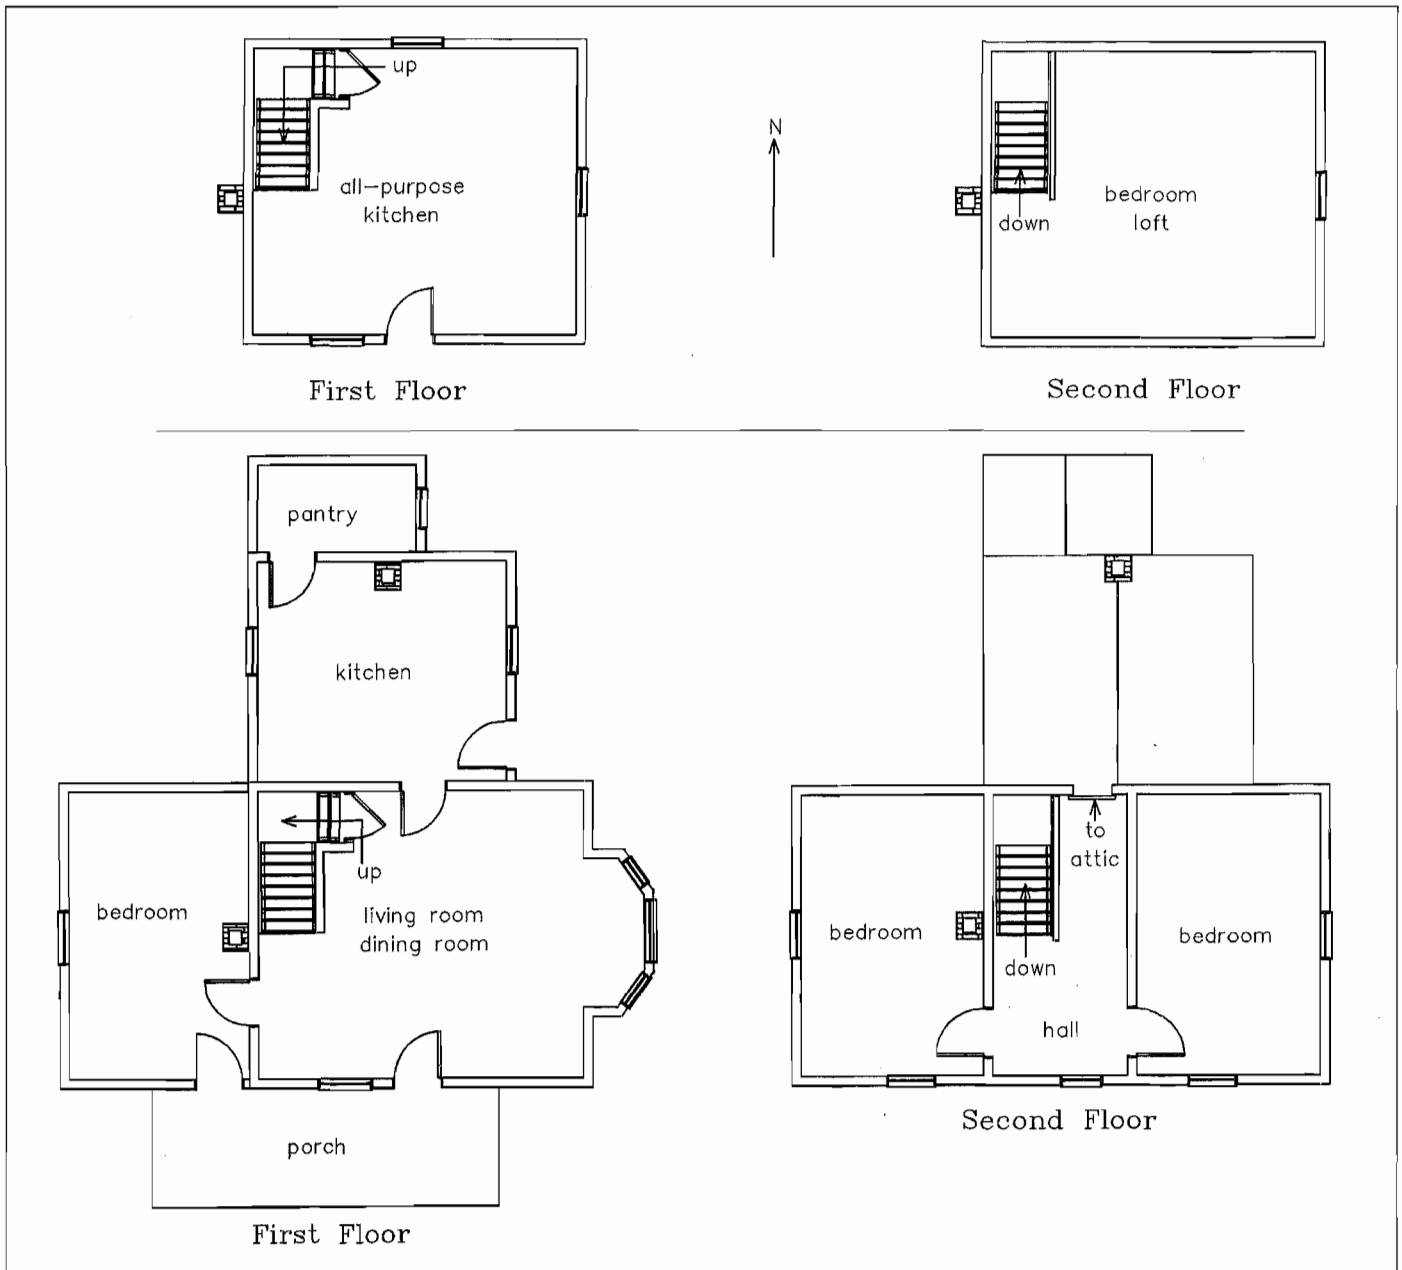 up
N
all-purpose
kitchen
bedroom
loft
down
First Floor
Second Floor
pantry
kitchen
up
bedroom
living room
dining room
porch
First Floor
to
attic
bedroom
bedroom
down
hall
Second Floor